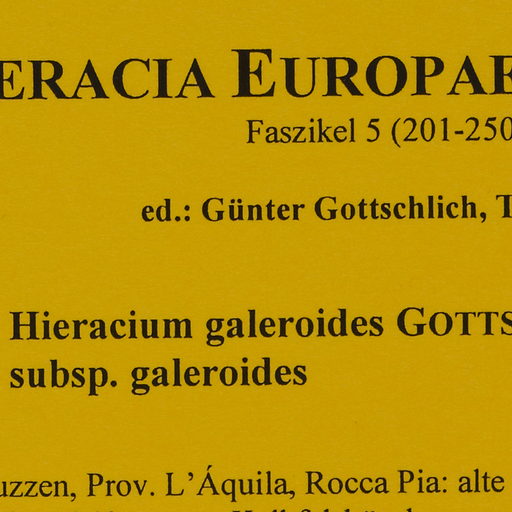 ERACIA EUROPAE
Faszikel 5 (201-250
ed.: Günter Gottschlich, T
Hieracium galeroides GOTTS
subsp. galeroides
uzzen, Prov. L'Áquila, Rocca Pia: alte